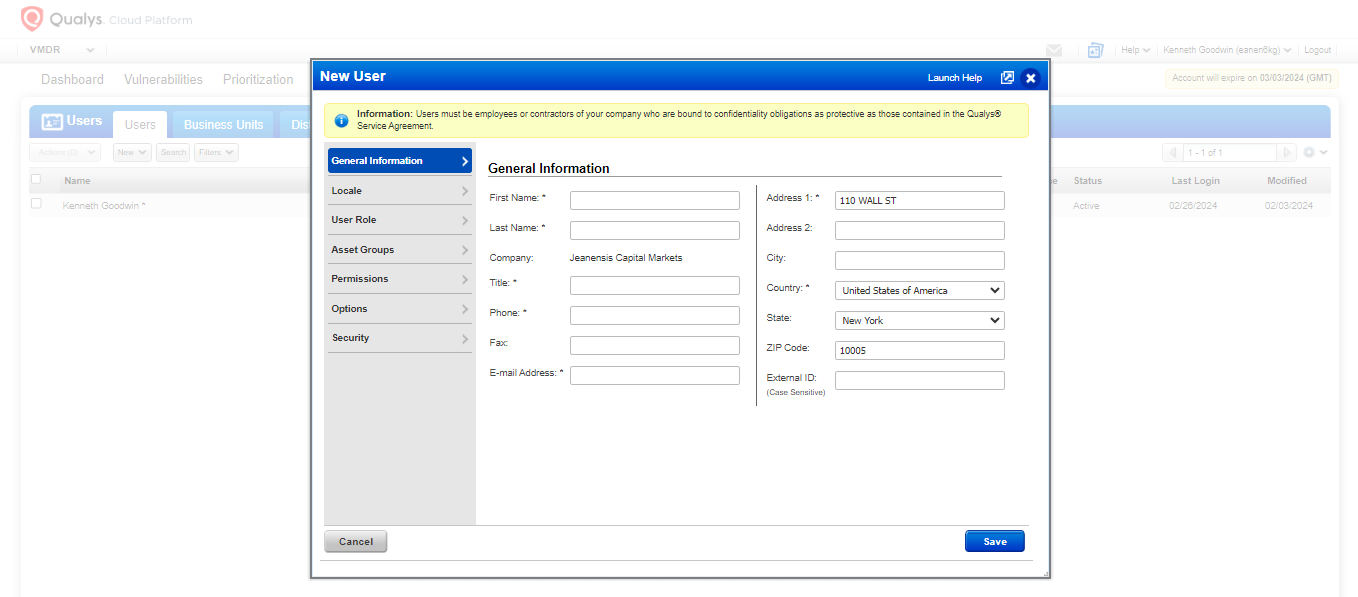 Qualys. Cloud Platform
VMDR
Help Kenneth Goodwin (eanen6kg) Logout
Dashboard Vulnerabilities Prioritization
Account will expire on 03/03/2024 (GMT)
Users Users Business Units Dist
Actions (0) New Search Filters
1 - 1 of 1
Name Status Last Login Modified
Kenneth Goodwin * Active 02/26/2024 02/03/2024
New User Launch Help
Information: Users must be employees or contractors of your company who are bound to confidentiality obligations as protective as those contained in the Qualys®
Service Agreement.
General Information
Locale
User Role
Asset Groups
Permissions
Options
Security
General Information
First Name: *
Last Name: *
Company: Jeanensis Capital Markets
Title: *
Phone: *
Fax:
E-mail Address: *
Address 1: * 110 WALL ST
Address 2:
City:
Country: * United States of America
State: New York
ZIP Code: 10005
External ID:
(Case Sensitive)
Cancel Save